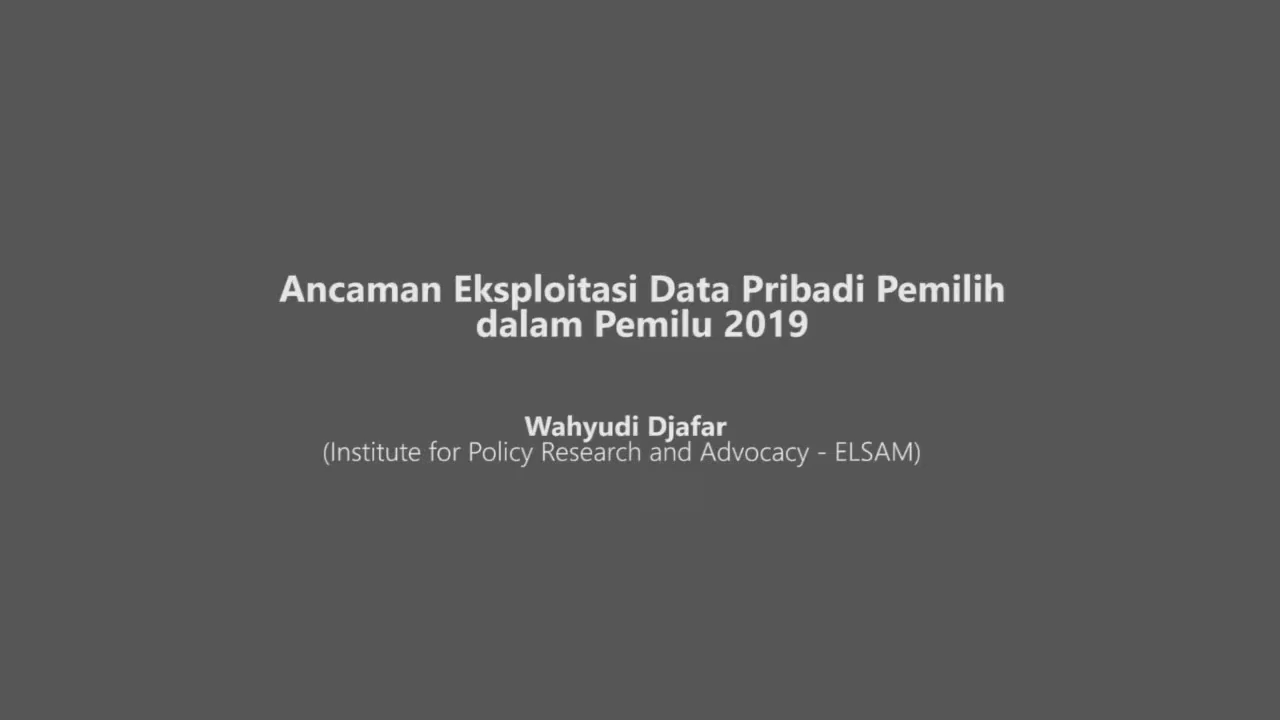 Ancaman Eksploitasi Data Pribadi Pemilih
dalam Pemilu 2019
Wahyudi Djafar
(Institute for Policy Research and Advocacy - ELSAM)